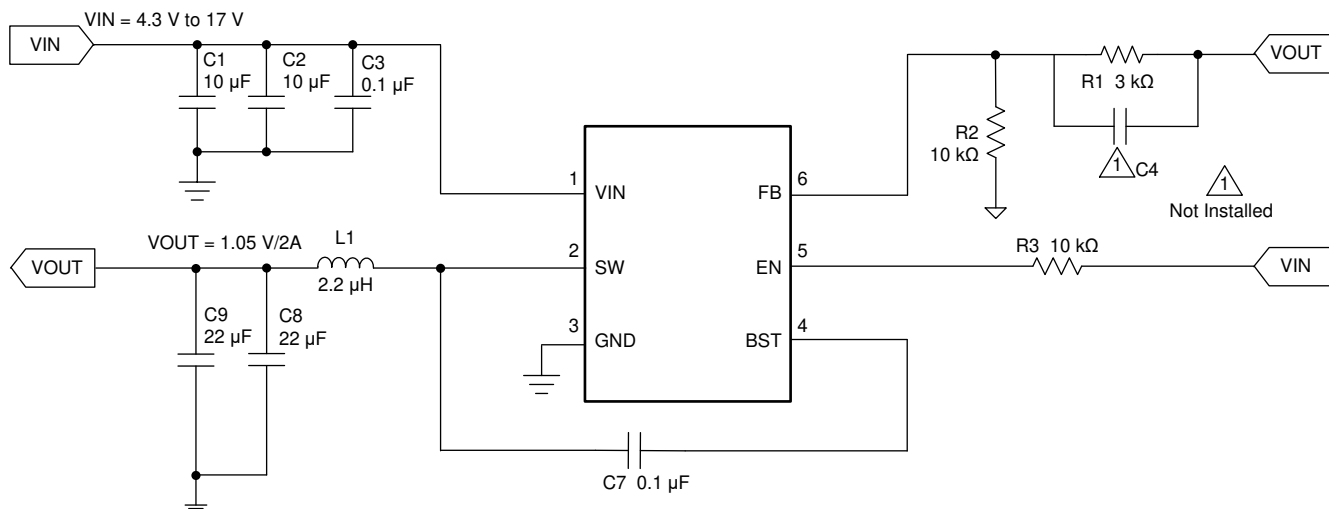 VIN = 4.3 V to 17 V
VIN
C1
10 µF
C2
10 µF
C3
0.1 µF
VOUT
R1 3 kΩ
R2
10 kΩ
1
C4
1
Not Installed
1
VIN
FB
6
VOUT = 1.05 V/2A
L1
2.2 µH
VOUT
2
SW
EN
5
R3 10 kΩ
VIN
C9
22 µF
C8
22 µF
3
GND
BST
4
C7 0.1 µF